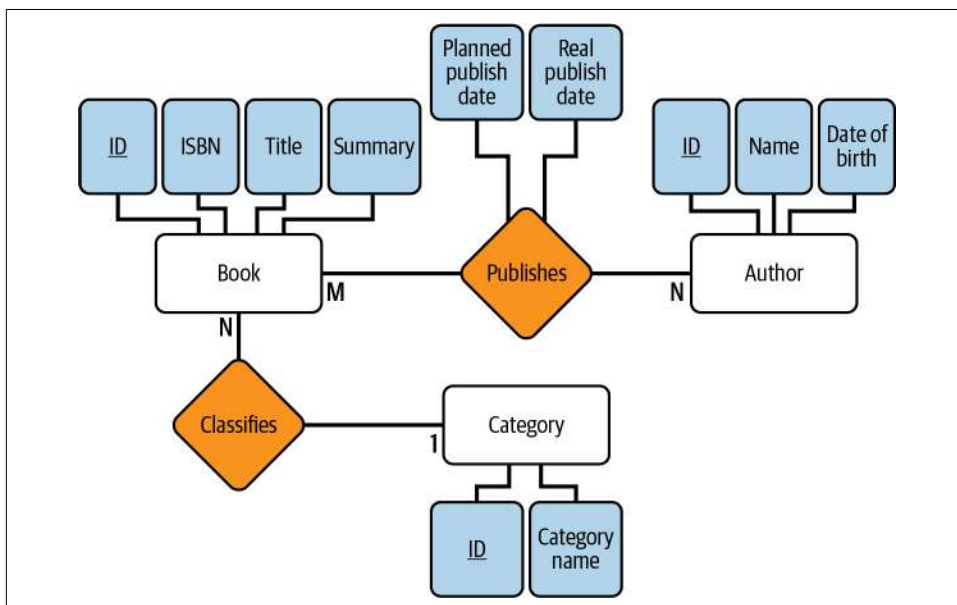 Planned
publish
date
Real
publish
date
ID
ISBN
Title
Summary
ID
Name
Date of
birth
Book
Publishes
Author
M
N
N
Classifies
Category
1
ID
Category
name